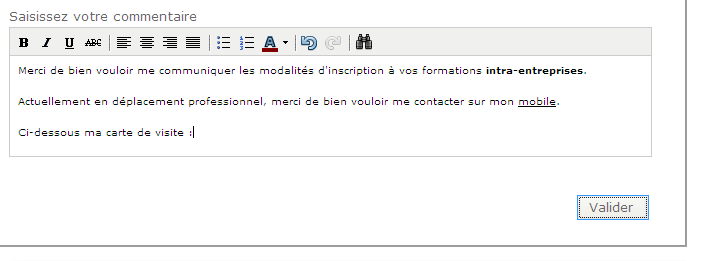 Saisissez votre commentaire
B I U ABC A
Merci de bien vouloir me communiquer les modalités d'inscription à vos formations intra-entreprises.
Actuellement en déplacement professionnel, merci de bien vouloir me contacter sur mon mobile.
Ci-dessous ma carte de visite :
Valider